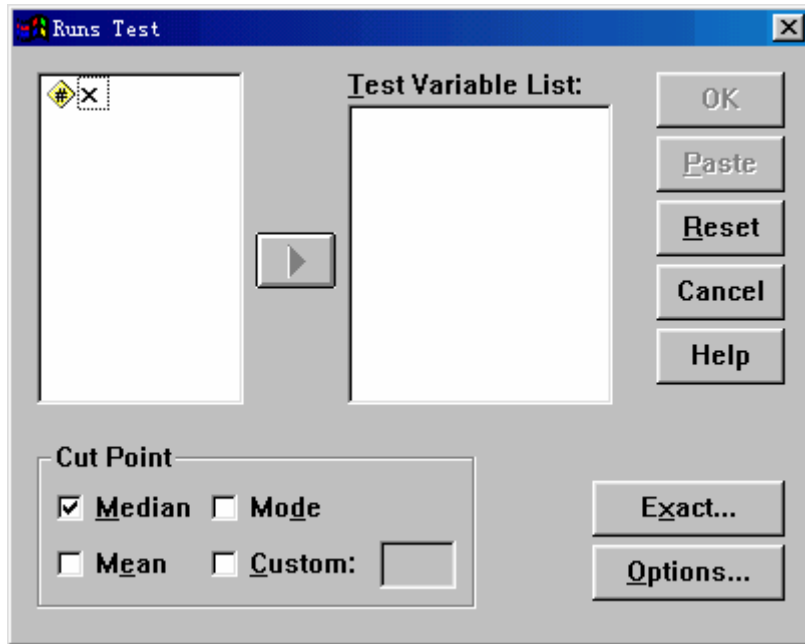 Runs Test
# x
Test Variable List:
OK
Paste
Reset
Cancel
Help
Cut Point
Median
Mode
Mean
Custom:
Exact...
Options...